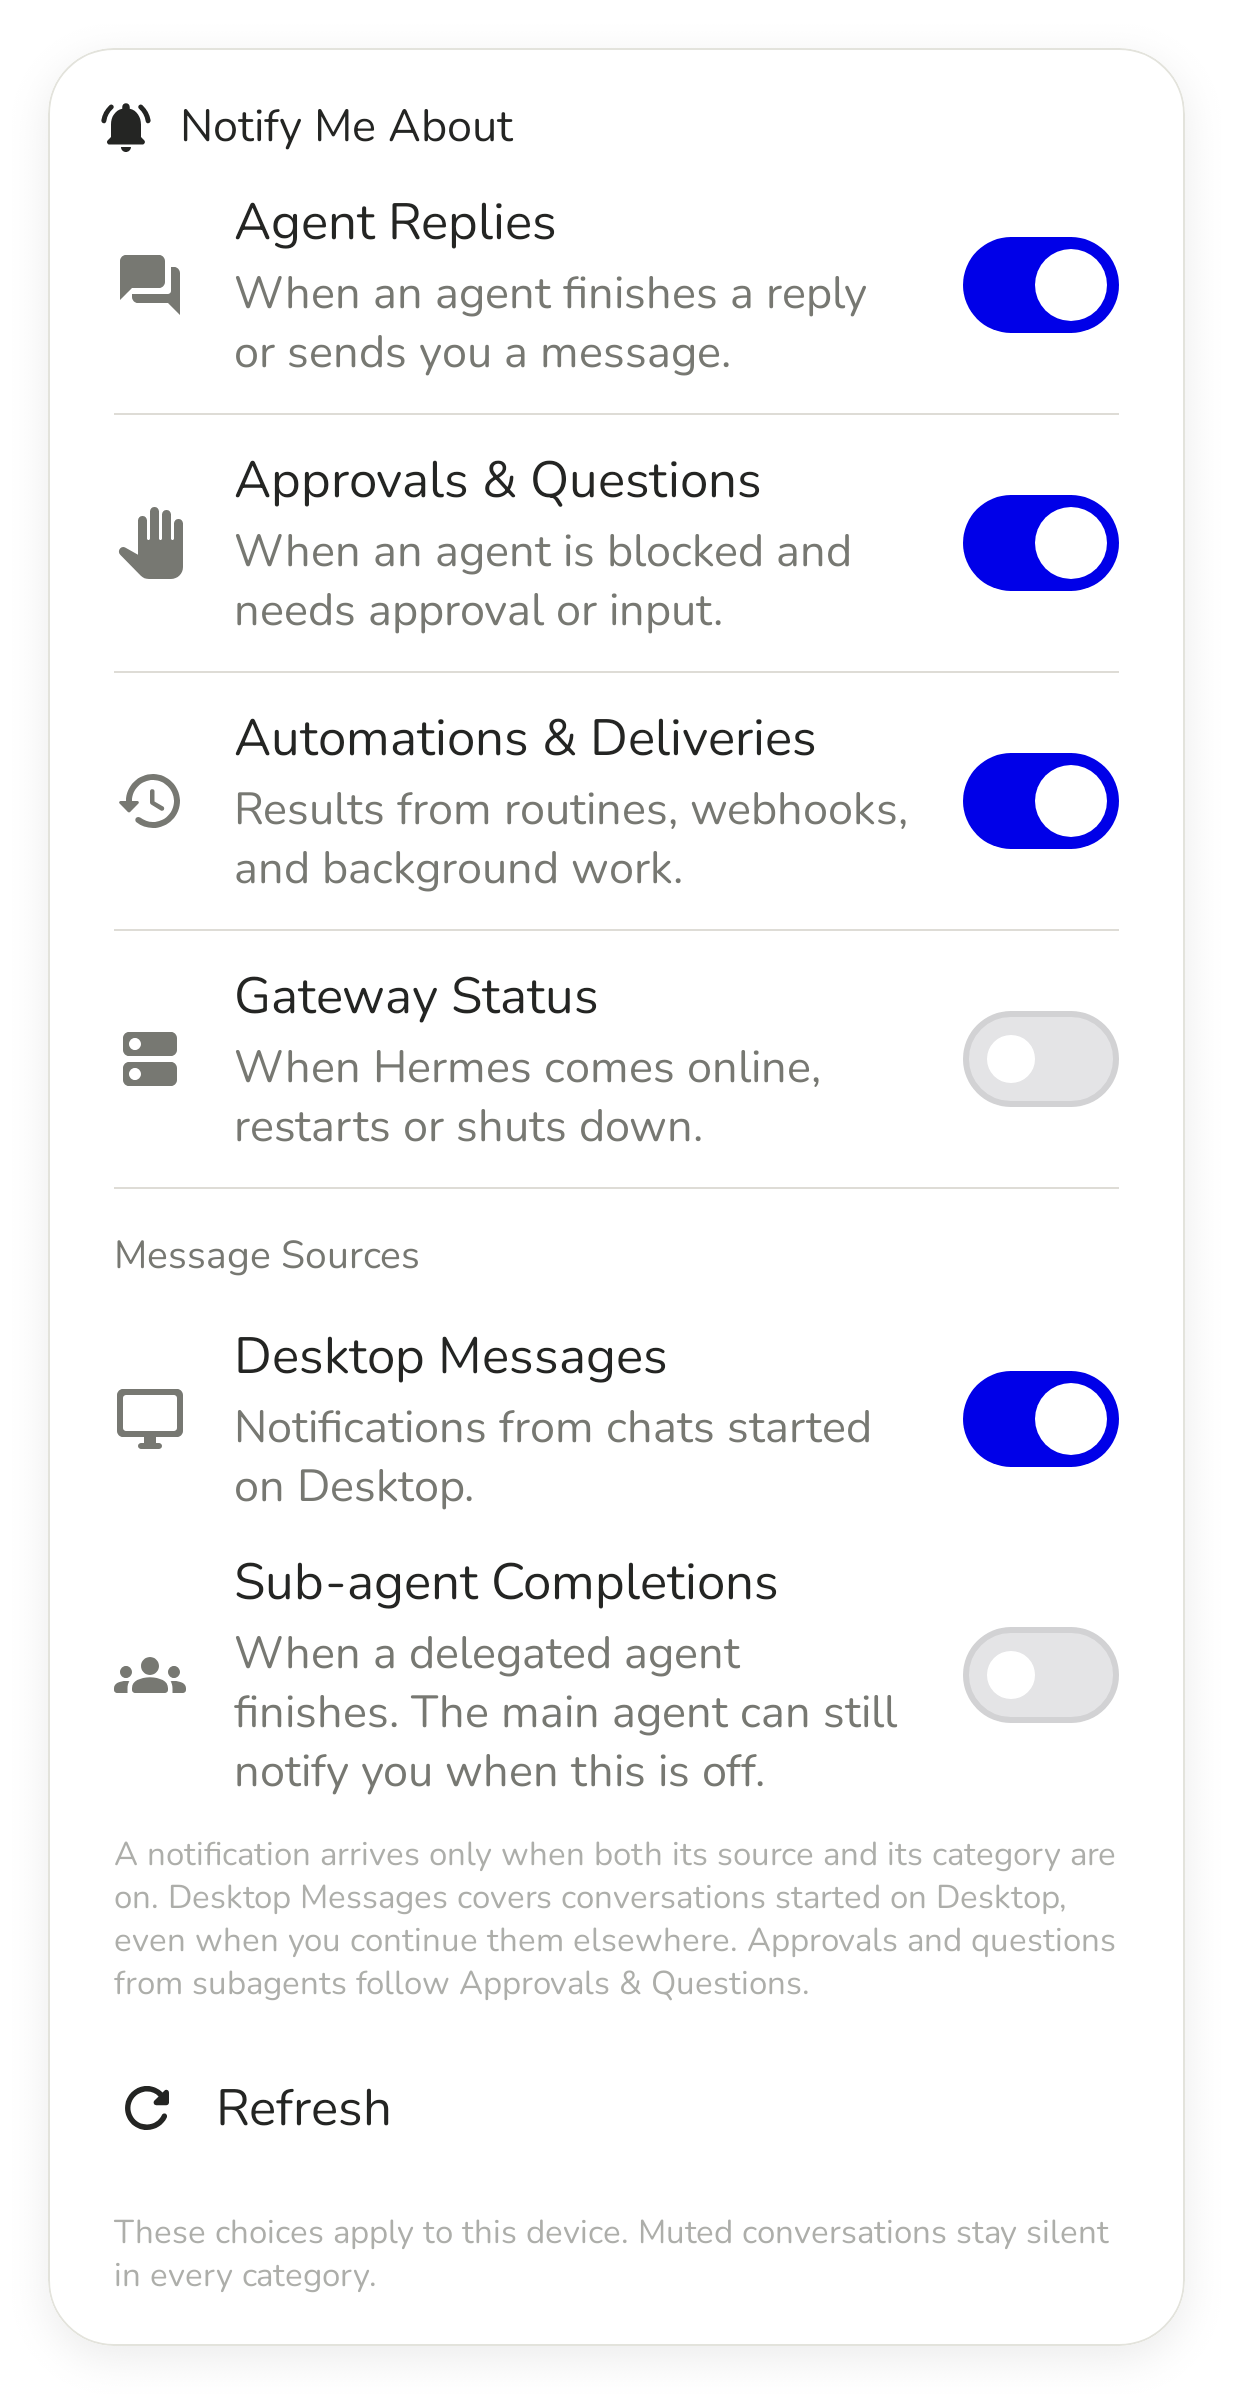 Notify Me About
Agent Replies
When an agent finishes a reply
or sends you a message.
Approvals & Questions
When an agent is blocked and
needs approval or input.
Automations & Deliveries
Results from routines, webhooks,
and background work.
Gateway Status
When Hermes comes online,
restarts or shuts down.
Message Sources
Desktop Messages
Notifications from chats started
on Desktop.
Sub-agent Completions
When a delegated agent
finishes. The main agent can still
notify you when this is off.
A notification arrives only when both its source and its category are
on. Desktop Messages covers conversations started on Desktop,
even when you continue them elsewhere. Approvals and questions
from subagents follow Approvals & Questions.
Refresh
These choices apply to this device. Muted conversations stay silent
in every category.